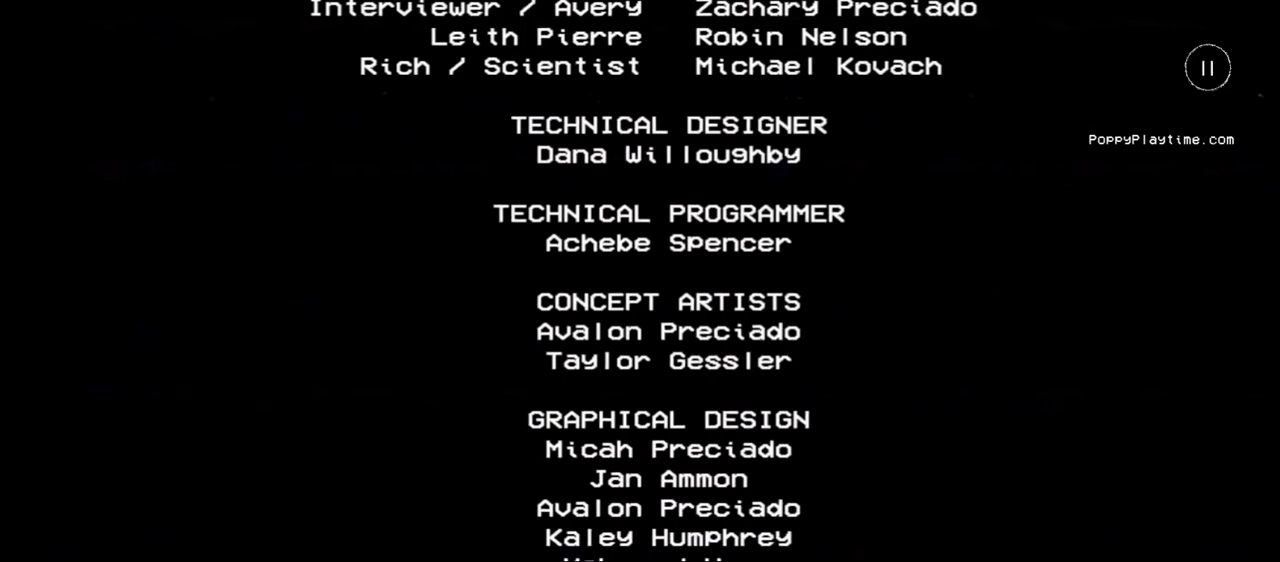 Interviewer / Avery Zachary Preciado
Leith Pierre Robin Nelson
Rich / Scientist Michael Kovach
PoppyPlaytime.com
TECHNICAL DESIGNER
Dana Willoughby
TECHNICAL PROGRAMMER
Achebe Spencer
CONCEPT ARTISTS
Avalon Preciado
Taylor Gessler
GRAPHICAL DESIGN
Micah Preciado
Jan Ammon
Avalon Preciado
Kaley Humphrey